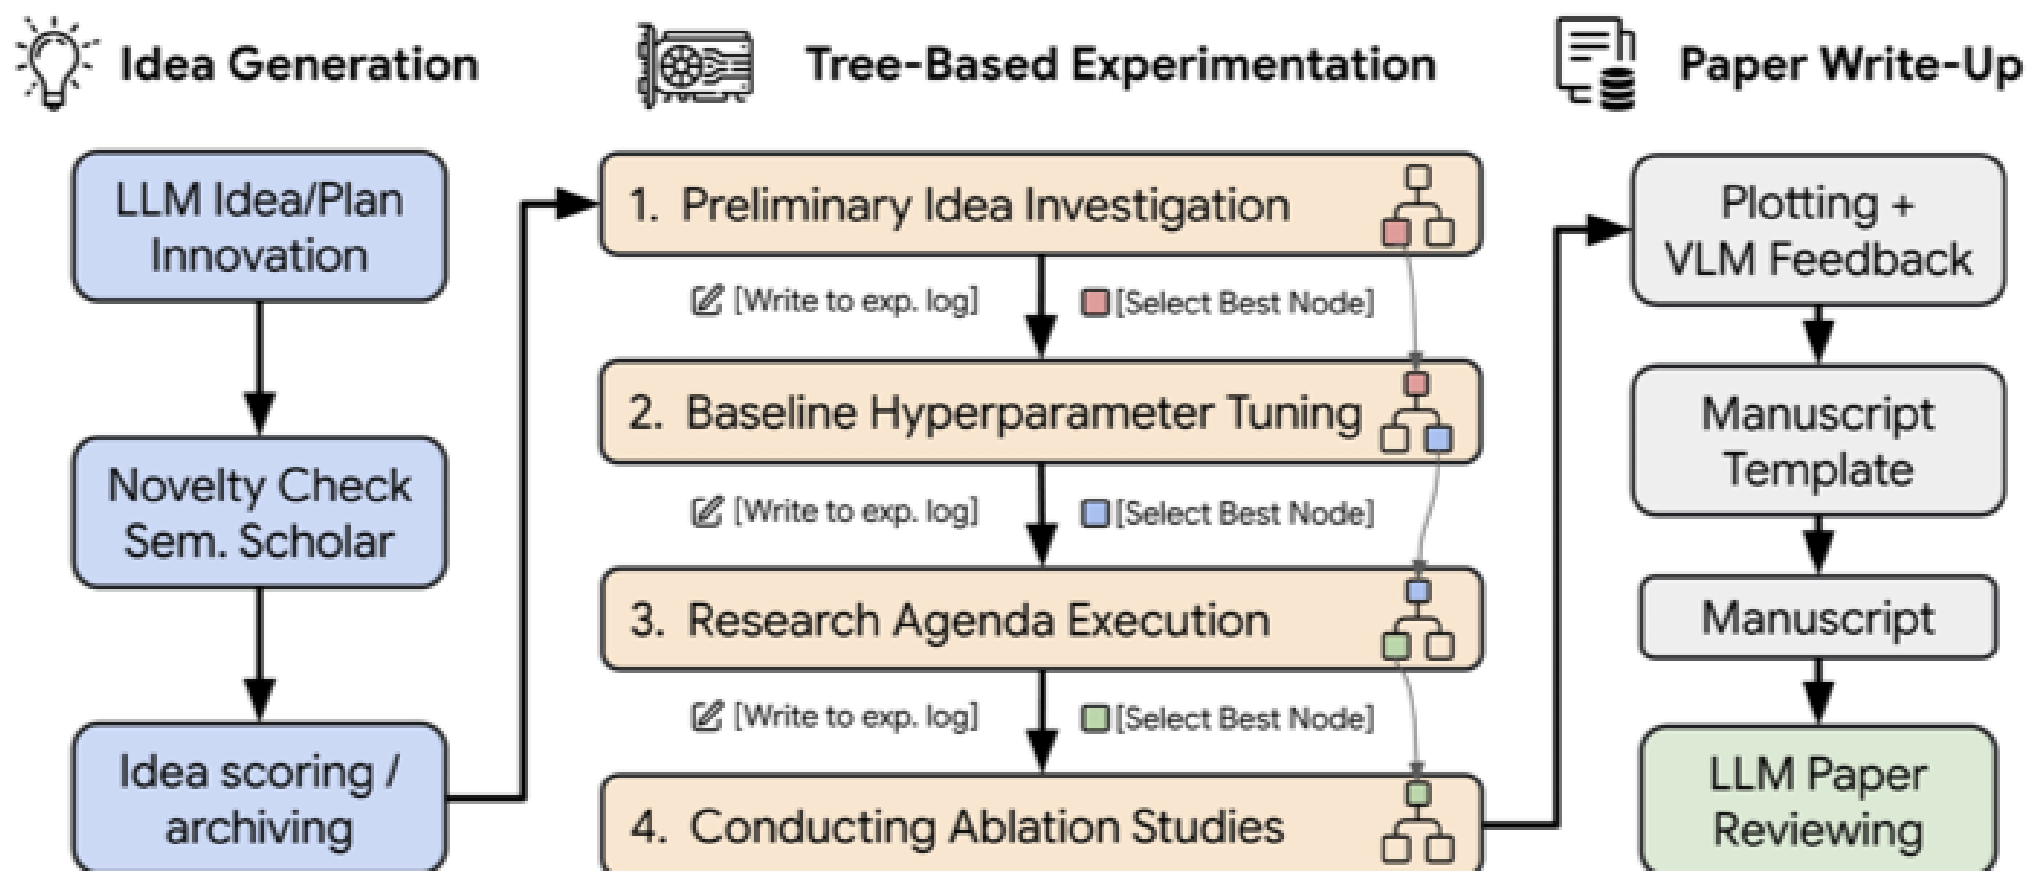 Idea Generation
LLM Idea/Plan
Innovation
Novelty Check
Sem. Scholar
Idea scoring /
archiving
Tree-Based Experimentation
1. Preliminary Idea Investigation
[Write to exp. log]
[Select Best Node]
2. Baseline Hyperparameter Tuning
[Write to exp. log]
[Select Best Node]
3. Research Agenda Execution
[Write to exp. log]
[Select Best Node]
4. Conducting Ablation Studies
Paper Write-Up
Plotting +
VLM Feedback
Manuscript
Template
Manuscript
LLM Paper
Reviewing